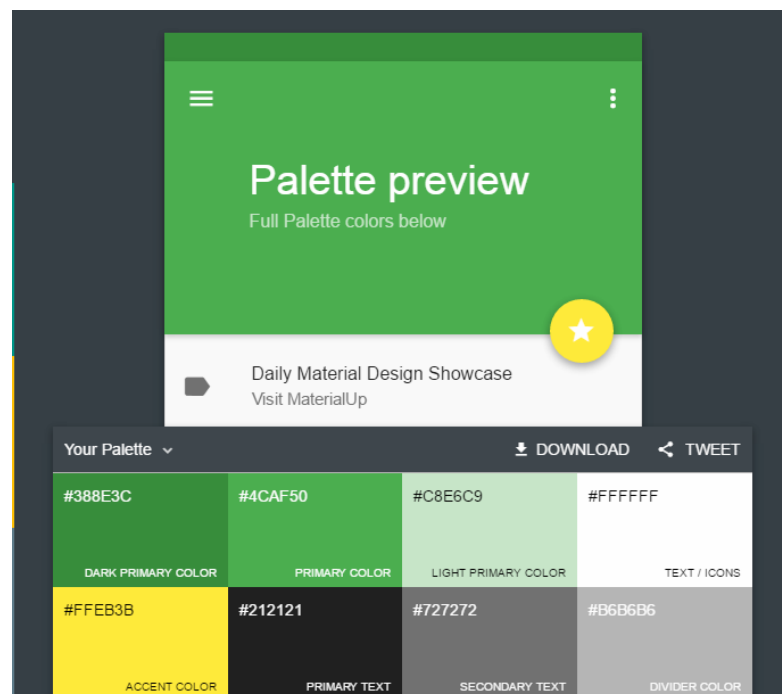 Palette preview
Full Palette colors below
Daily Material Design Showcase
Visit MaterialUp
Your Palette
DOWNLOAD
TWEET
#388E3C
#4CAF50
#C8E6C9
#FFFFFF
DARK PRIMARY COLOR
PRIMARY COLOR
LIGHT PRIMARY COLOR
TEXT / ICONS
#FFEB3B
#212121
#727272
#B6B6B6
ACCENT COLOR
PRIMARY TEXT
SECONDARY TEXT
DIVIDER COLOR